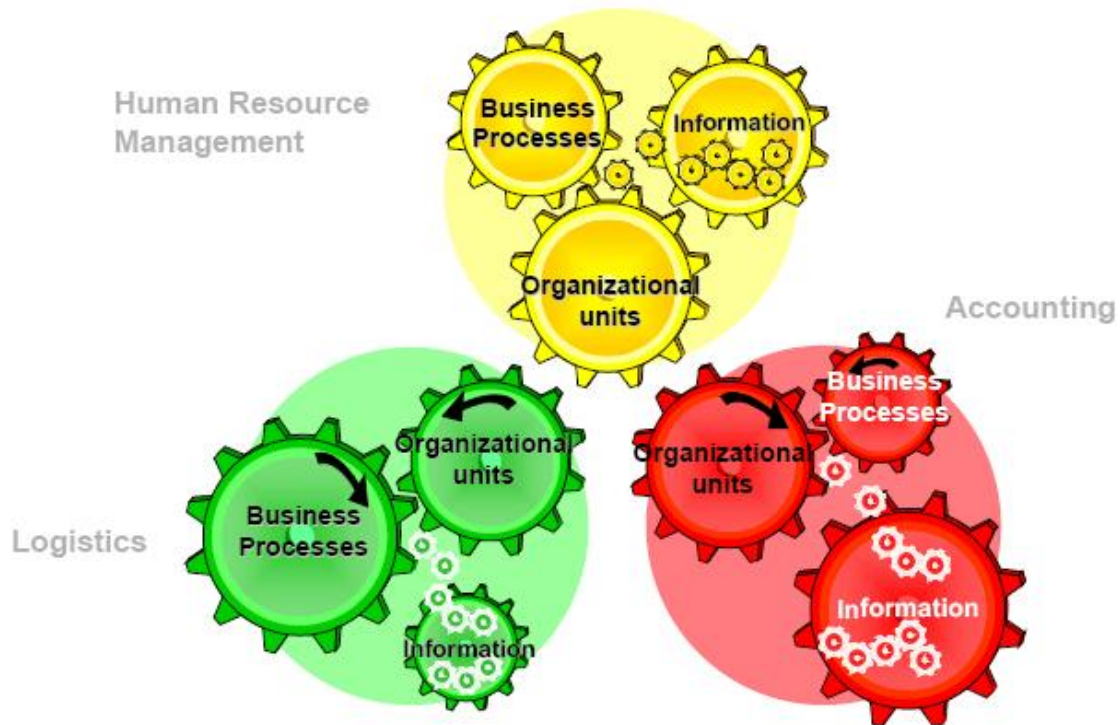 Human Resource
Management
Business
Processes
Information
Organizational
units
Accounting
Business
Processes
Organizational
units
Information
Logistics
Organizational
units
Business
Processes
Information